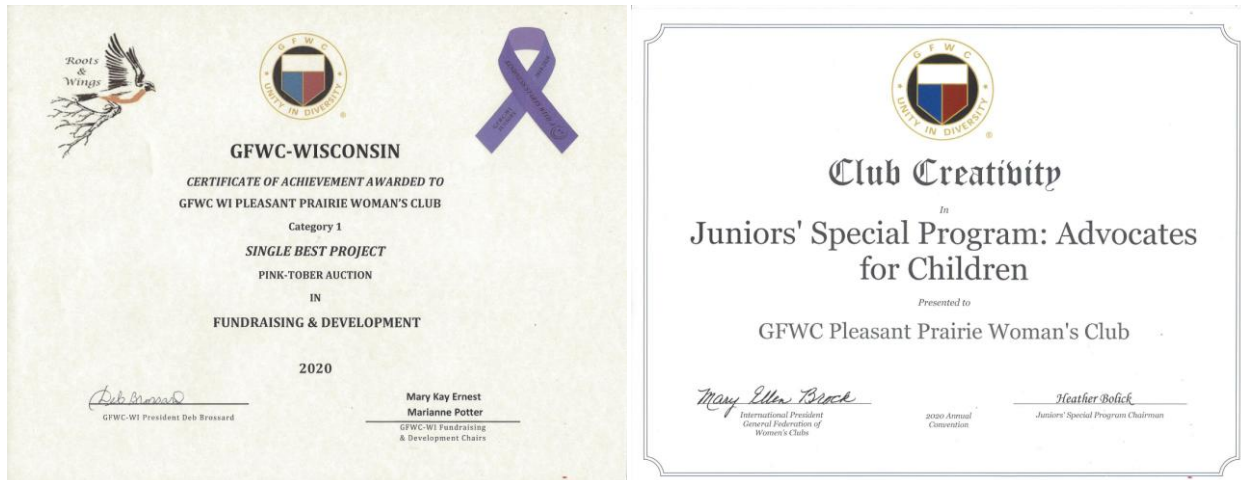 Roots
&
Wings
GFWC
UNITY IN DIVERSITY
®
GFWC-WISCONSIN
CERTIFICATE OF ACHIEVEMENT AWARDED TO
GFWC WI PLEASANT PRAIRIE WOMAN'S CLUB
Category 1
SINGLE BEST PROJECT
PINK-TOBER AUCTION
IN
FUNDRAISING & DEVELOPMENT
2020
Deb Brossard
GFWC-WI President Deb Brossard
Mary Kay Ernest
Marianne Potter
GFWC-WI Fundraising
& Development Chairs
GFWC
UNITY IN DIVERSITY
®
Club Creativity
In
Juniors' Special Program: Advocates
for Children
Presented to
GFWC Pleasant Prairie Woman's Club
Mary Ellen Brock
International President
General Federation of
Women's Clubs
2020 Annual
Convention
Heather Bolick
Juniors' Special Program Chairman